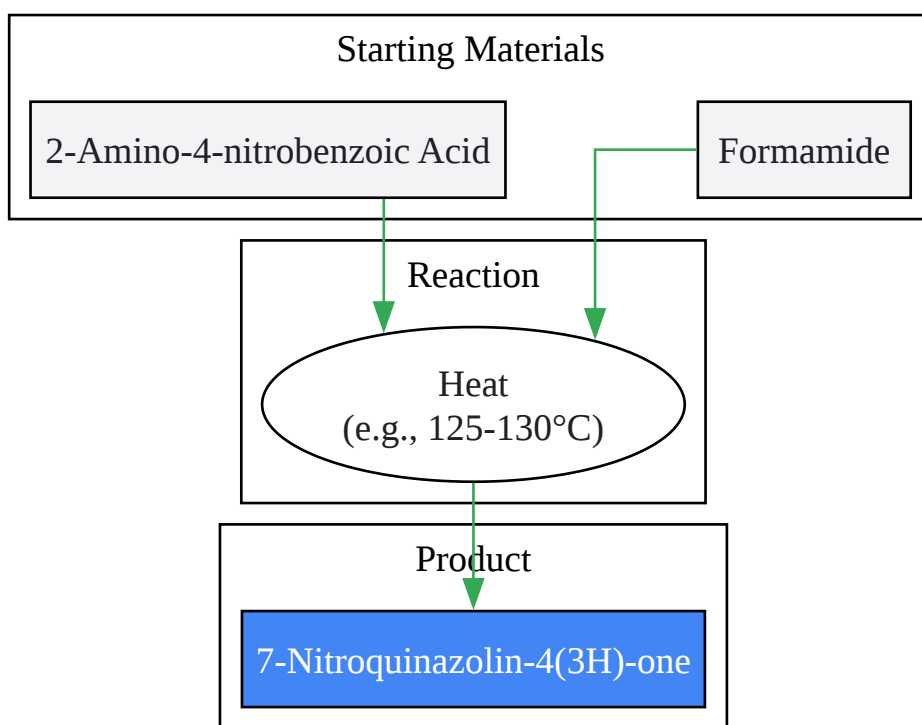 Starting Materials
2-Amino-4-nitrobenzoic Acid
Formamide
Reaction
Heat
(e.g., 125-130°C)
Product
7-Nitroquinazolin-4(3H)-one